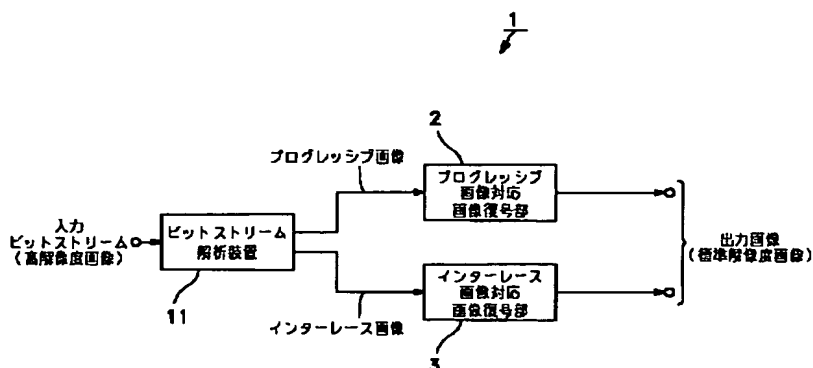 1
2
プログレッシブ画像
プログレッシブ
画像対応
画像復号部
入力
ビットストリーム
(高解像度画像)
ビットストリーム
解析装置
11
出力画像
(標準解像度画像)
インターレース
画像対応
画像復号部
インターレース画像
3